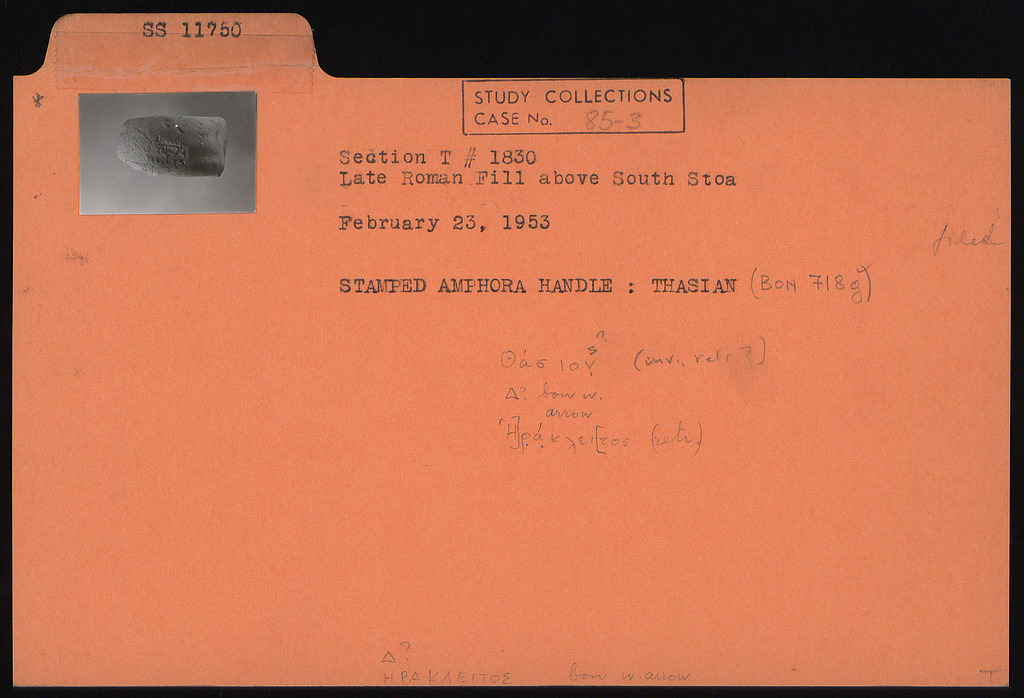 SS 11750
*
STUDY COLLECTIONS
CASE No. 85-3
Section T # 1830
Late Roman Fill above South Stoa
February 23, 1953
filed
STAMPED AMPHORA HANDLE : THASIAN (BON 718g)
Θάσιον (inv., retr.?)
Δ? bow w.
arrow
Ἡ]ράκλει[τος (retr.)
Δ?
ΗΡΑΚΛΕΙΤΟΣ bow w arrow
T